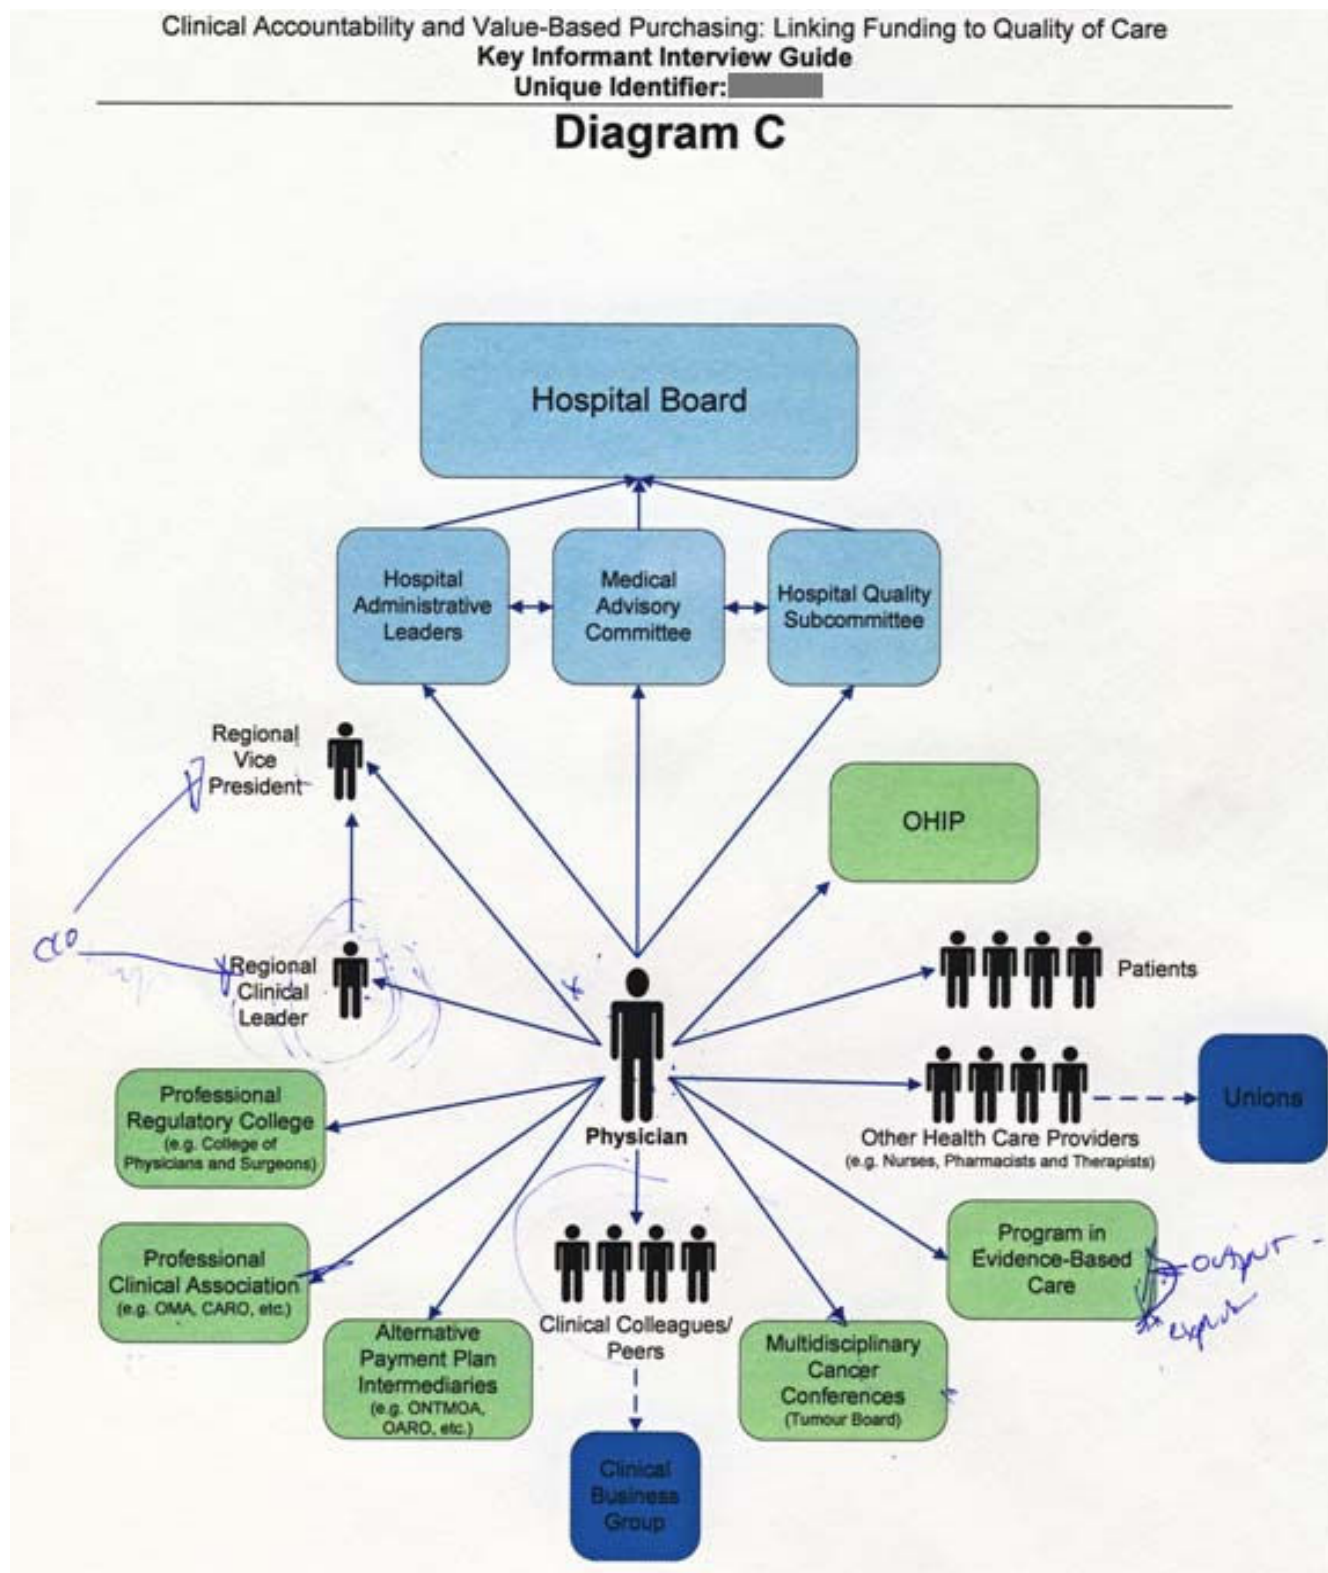 Clinical Accountability and Value-Based Purchasing: Linking Funding to Quality of Care
Key Informant Interview Guide
Unique Identifier:
Diagram C
Hospital Board
Hospital
Administrative
Leaders
Medical
Advisory
Committee
Hospital Quality
Subcommittee
Regional
Vice
President
OHIP
CCO
Regional
Clinical
Leader
Patients
Physician
Other Health Care Providers
(e.g. Nurses, Pharmacists and Therapists)
Unions
Professional
Regulatory College
(e.g. College of
Physicians and Surgeons)
Professional
Clinical Association
(e.g. OMA, CARO, etc.)
Alternative
Payment Plan
Intermediaries
(e.g. ONTMOA,
OARO, etc.)
Clinical Colleagues/
Peers
Multidisciplinary
Cancer
Conferences
(Tumour Board)
Program in
Evidence-Based
Care
output
Clinical
Business
Group